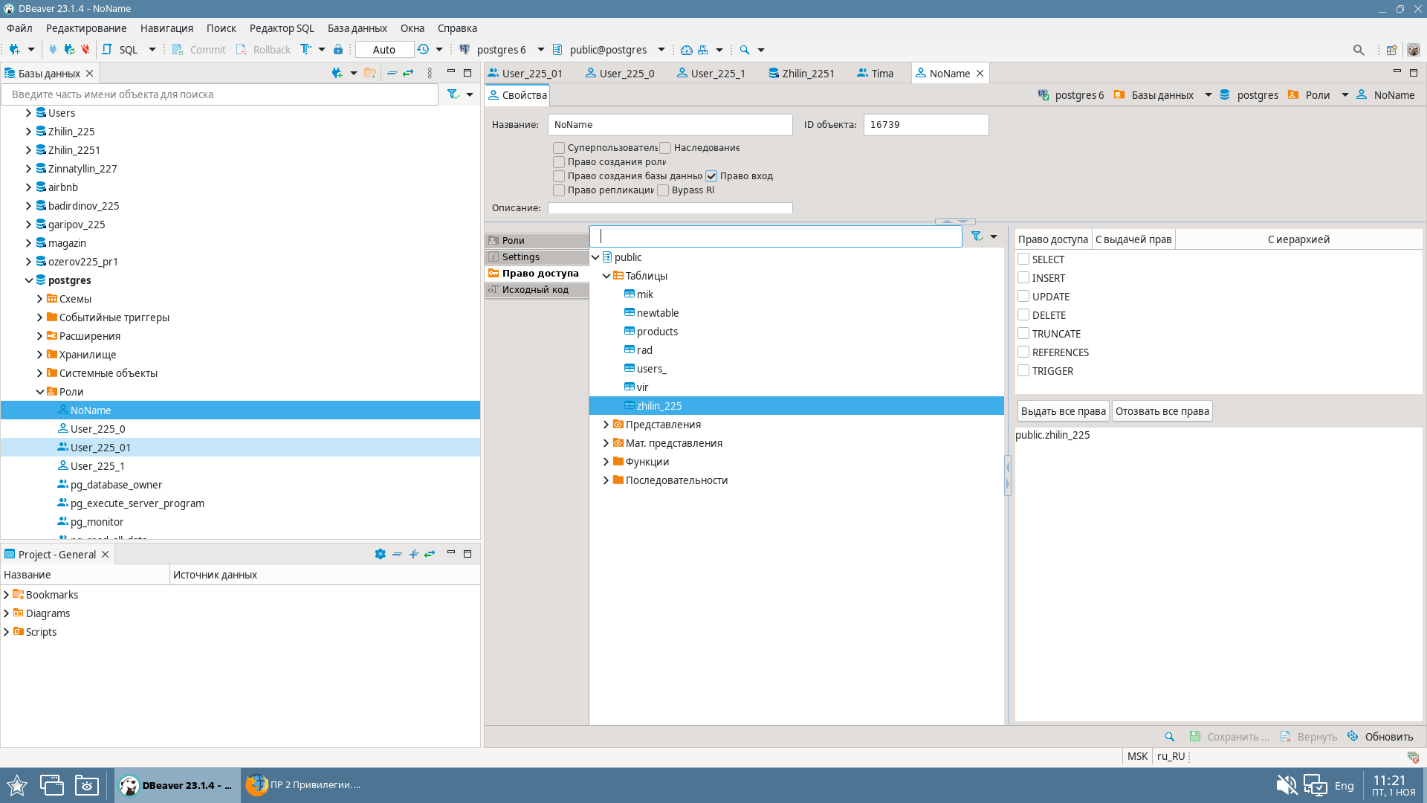 DBeaver 23.1.4 - NoName
Файл Редактирование Навигация Поиск Редактор SQL База данных Окна Справка
SQL Commit Rollback Auto postgres 6 public@postgres
Базы данных
Введите часть имени объекта для поиска
Users
Zhilin_225
Zhilin_2251
Zinnatyllin_227
airbnb
badirdinov_225
garipov_225
magazin
ozerov225_pr1
postgres
Схемы
Событийные триггеры
Расширения
Хранилище
Системные объекты
Роли
NoName
User_225_0
User_225_01
User_225_1
pg_database_owner
pg_execute_server_program
pg_monitor
Project - General
Название Источник данных
Bookmarks
Diagrams
Scripts
User_225_01 User_225_0 User_225_1 Zhilin_2251 Tima NoName
Свойства postgres 6 Базы данных postgres Роли NoName
Название: NoName ID объекта: 16739
Суперпользователь Наследование
Право создания роли
Право создания базы данных Право вход
Право репликации Bypass Rl
Описание:
Роли
Settings
Право доступа
Исходный код
public
Таблицы
mik
newtable
products
rad
users_
vir
zhilin_225
Представления
Мат. представления
Функции
Последовательности
Право доступа С выдачей прав С иерархией
SELECT
INSERT
UPDATE
DELETE
TRUNCATE
REFERENCES
TRIGGER
Выдать все права Отозвать все права
public.zhilin_225
Сохранить ... Вернуть Обновить
MSK ru_RU
DBeaver 23.1.4 – ... ПР 2 Привилегии.... Eng 11:21
ПТ, 1 НОЯ